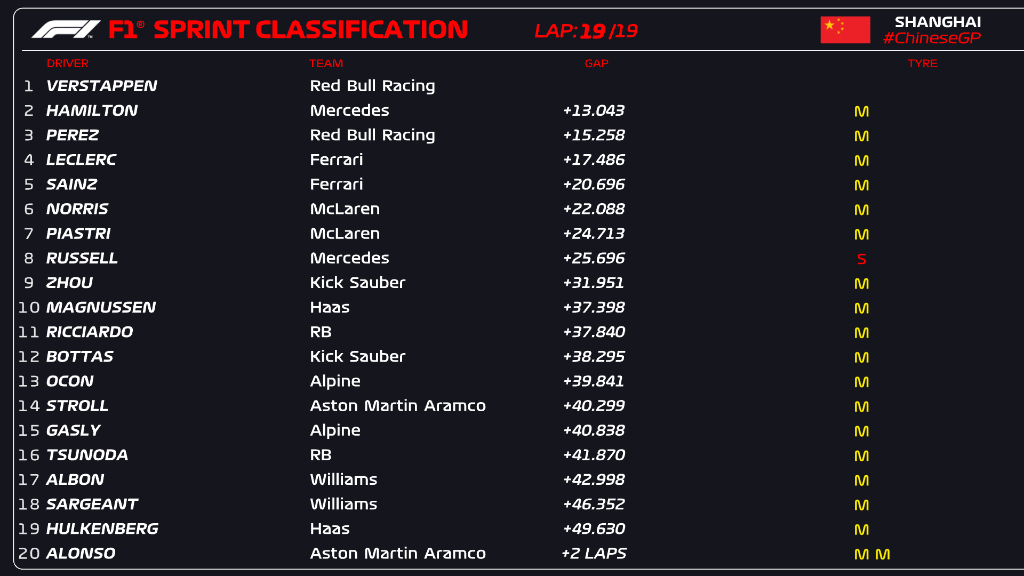 F1® SPRINT CLASSIFICATION LAP: 19/19 SHANGHAI
#ChineseGP
DRIVER TEAM GAP TYRE
1 VERSTAPPEN Red Bull Racing
2 HAMILTON Mercedes +13.043 M
3 PEREZ Red Bull Racing +15.258 M
4 LECLERC Ferrari +17.486 M
5 SAINZ Ferrari +20.696 M
6 NORRIS McLaren +22.088 M
7 PIASTRI McLaren +24.713 M
8 RUSSELL Mercedes +25.696 S
9 ZHOU Kick Sauber +31.951 M
10 MAGNUSSEN Haas +37.398 M
11 RICCIARDO RB +37.840 M
12 BOTTAS Kick Sauber +38.295 M
13 OCON Alpine +39.841 M
14 STROLL Aston Martin Aramco +40.299 M
15 GASLY Alpine +40.838 M
16 TSUNODA RB +41.870 M
17 ALBON Williams +42.998 M
18 SARGEANT Williams +46.352 M
19 HULKENBERG Haas +49.630 M
20 ALONSO Aston Martin Aramco +2 LAPS M M